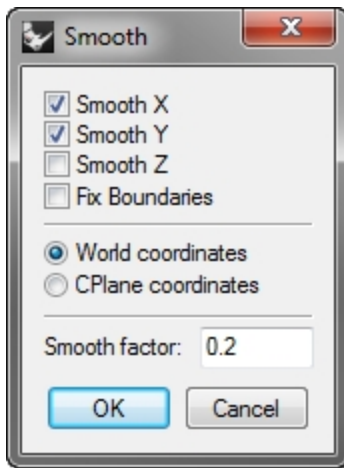 Smooth
Smooth X
Smooth Y
Smooth Z
Fix Boundaries
World coordinates
CPlane coordinates
Smooth factor: 0.2
OK Cancel